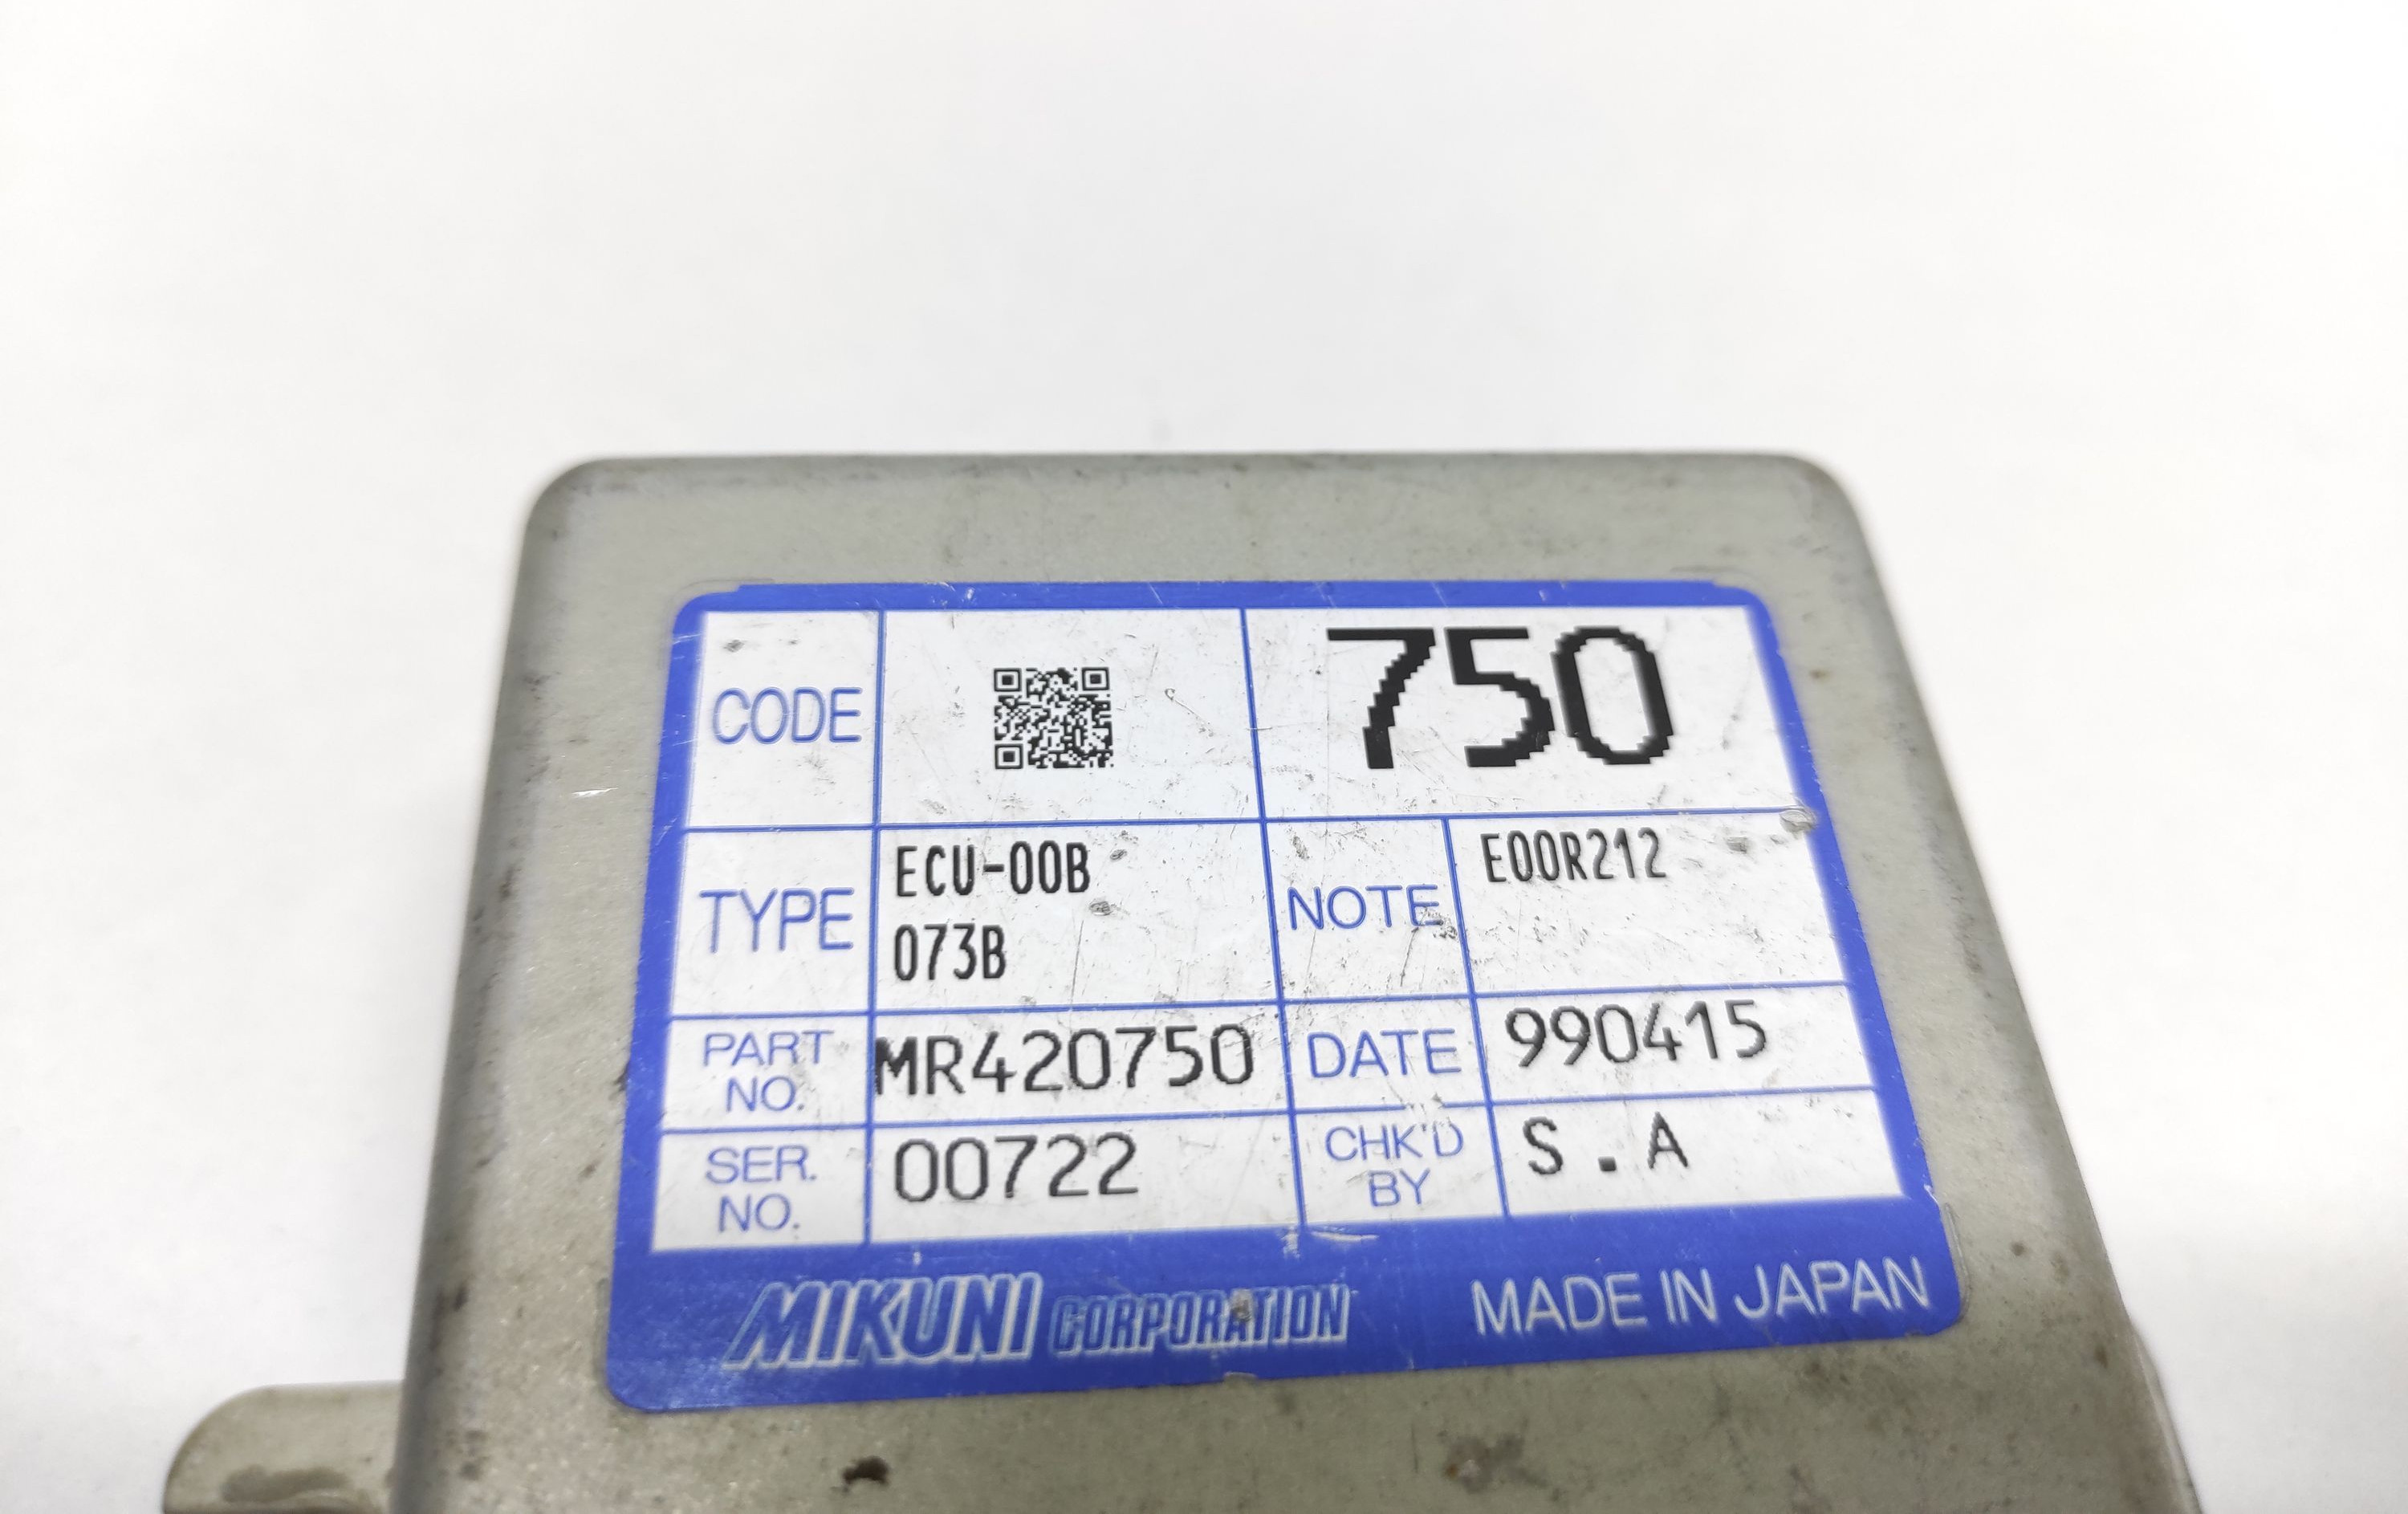 CODE 750
TYPE ECU-00B NOTE E00R212
073B
PART NO. MR420750 DATE 990415
SER. NO. 00722 CHK'D BY S.A
MIKUNI CORPORATION MADE IN JAPAN